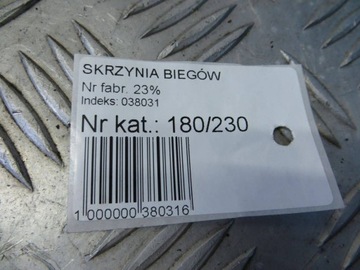 SKRZYNIA BIEGÓW
Nr fabr. 23%
Indeks: 038031
Nr kat.: 180/230
1 000000 380316